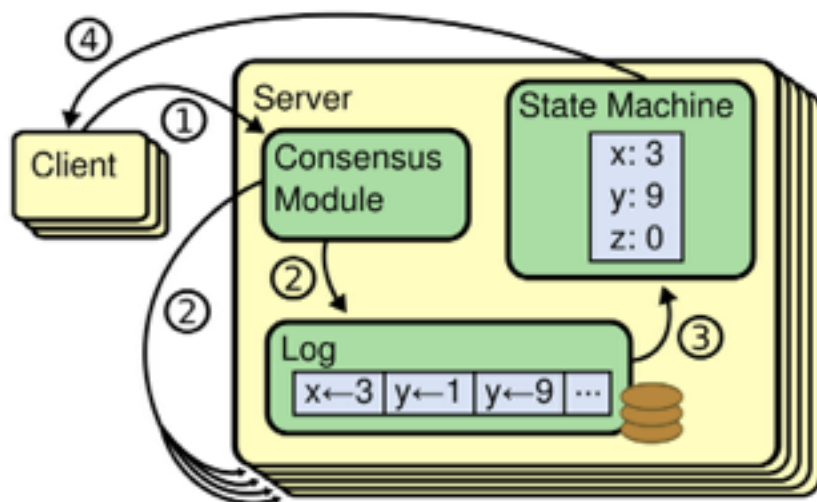 ④
①
Server
State Machine
Client
Consensus
Module
x: 3
y: 9
z: 0
②
②
③
Log
x←3 y←1 y←9 ...